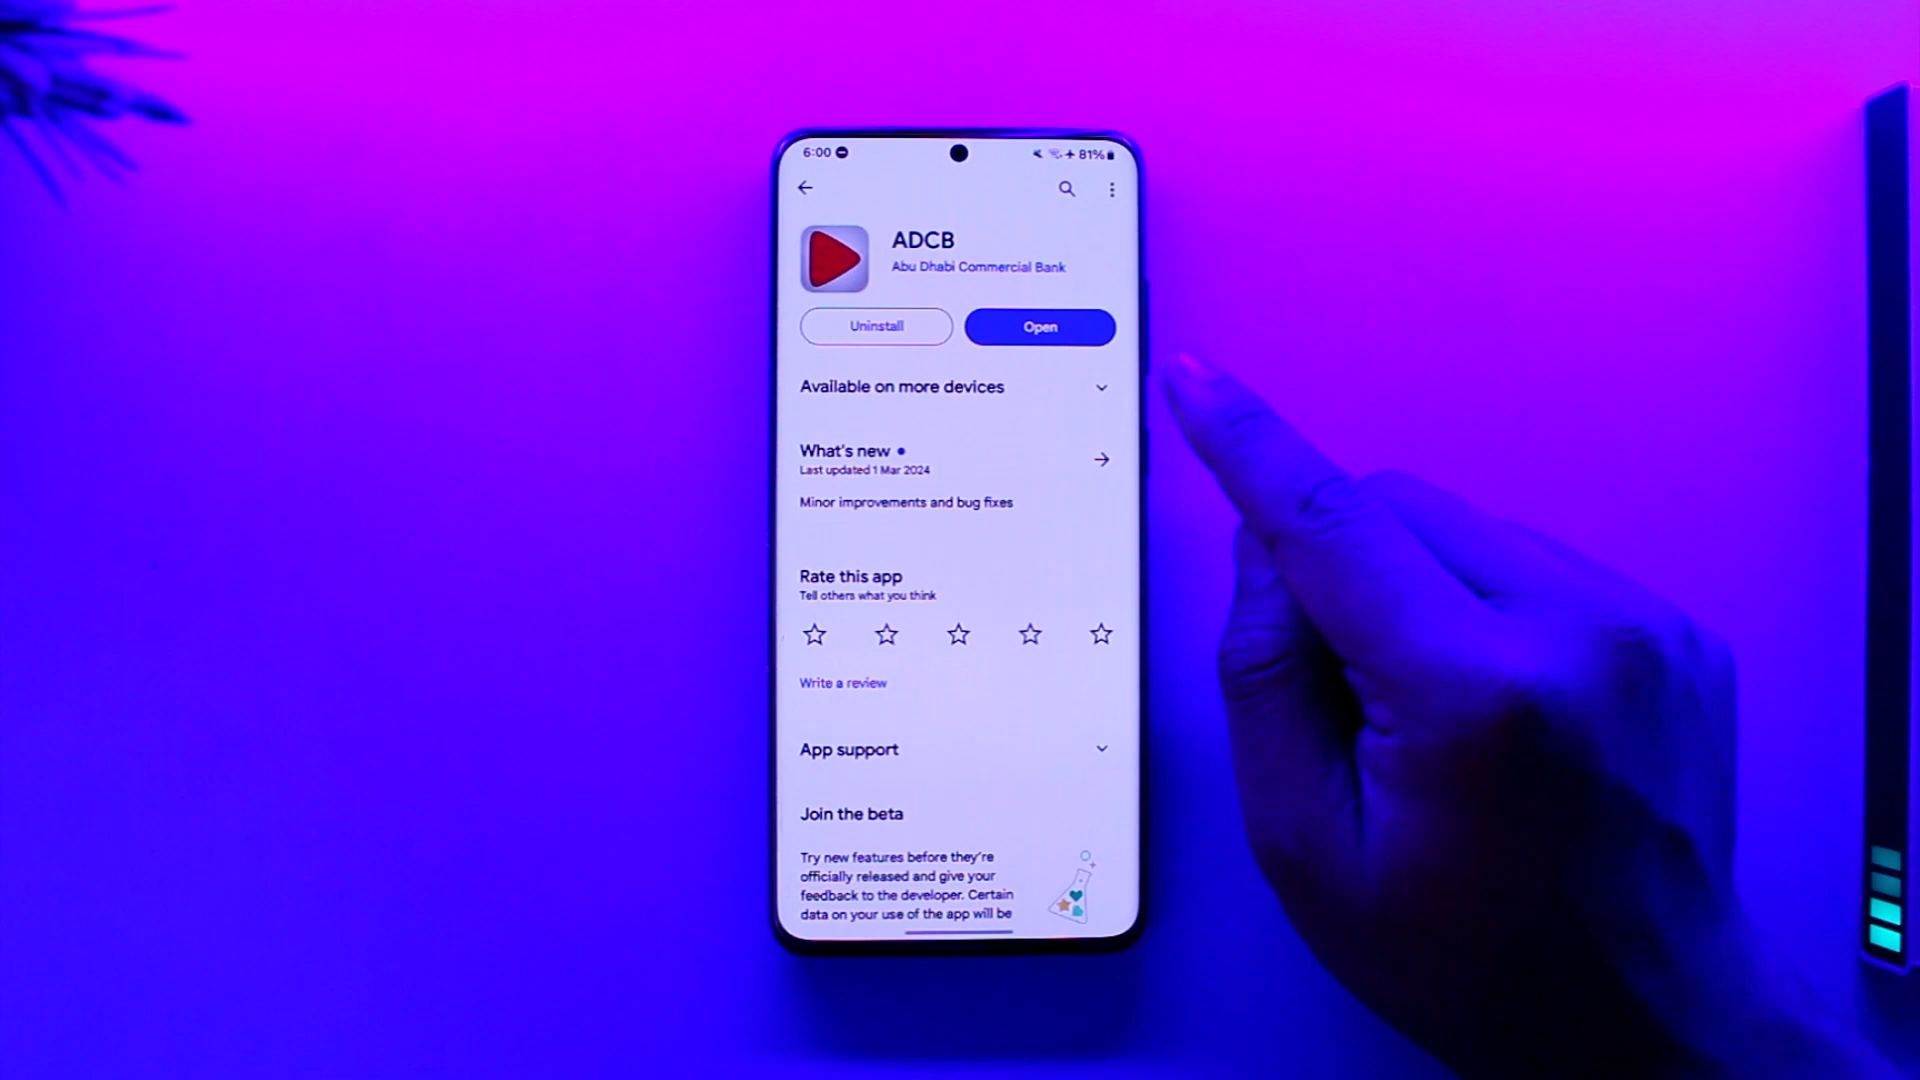 6:00
81%
ADCB
Abu Dhabi Commercial Bank
Uninstall
Open
Available on more devices
What's new
Last updated 1 Mar 2024
Minor improvements and bug fixes
Rate this app
Tell others what you think
Write a review
App support
Join the beta
Try new features before they're
officially released and give your
feedback to the developer. Certain
data on your use of the app will be